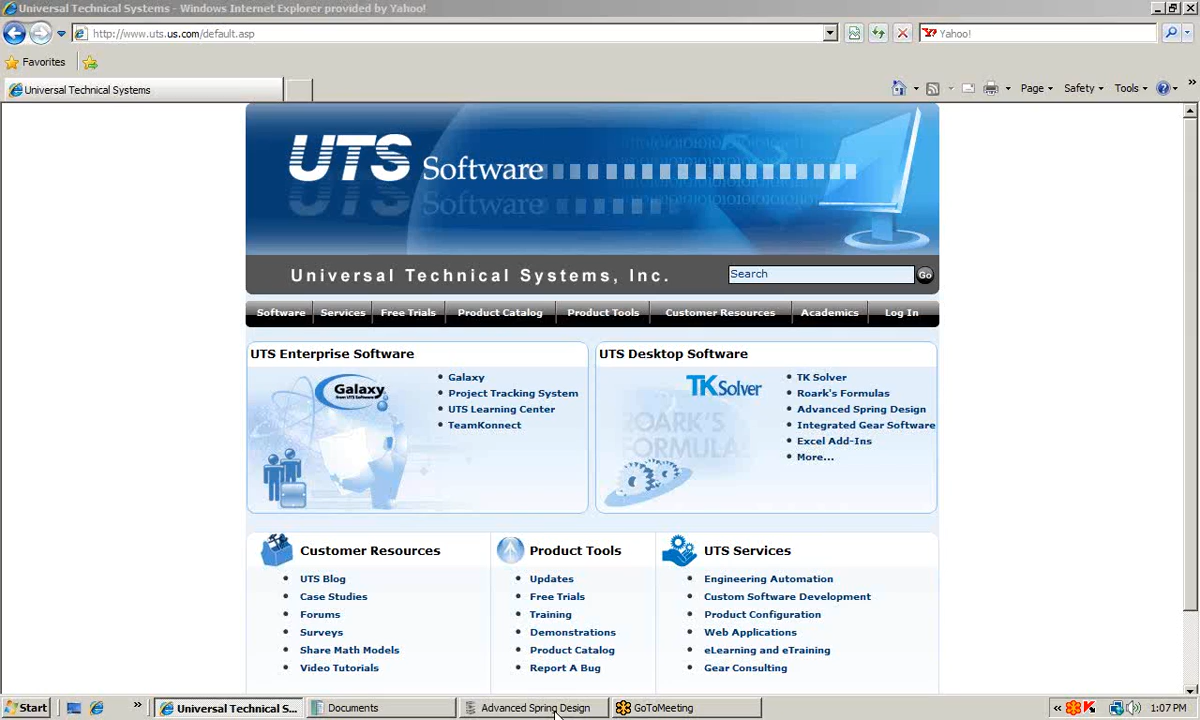 Universal Technical Systems - Windows Internet Explorer provided by Yahoo!
http://www.uts.us.com/default.asp
Yahoo!
Favorites
Universal Technical Systems
Page
Safety
Tools
UTS Software
Universal Technical Systems, Inc.
Search
Go
Software
Services
Free Trials
Product Catalog
Product Tools
Customer Resources
Academics
Log In
UTS Enterprise Software
Galaxy
Galaxy
Project Tracking System
UTS Learning Center
TeamKonnect
UTS Desktop Software
TK Solver
ROARK'S
FORMULAS
TK Solver
Roark's Formulas
Advanced Spring Design
Integrated Gear Software
Excel Add-Ins
More...
Customer Resources
UTS Blog
Case Studies
Forums
Surveys
Share Math Models
Video Tutorials
Product Tools
Updates
Free Trials
Training
Demonstrations
Product Catalog
Report A Bug
UTS Services
Engineering Automation
Custom Software Development
Product Configuration
Web Applications
eLearning and eTraining
Gear Consulting
Start
Universal Technical S...
Documents
Advanced Spring Design
GoToMeeting
1:07 PM